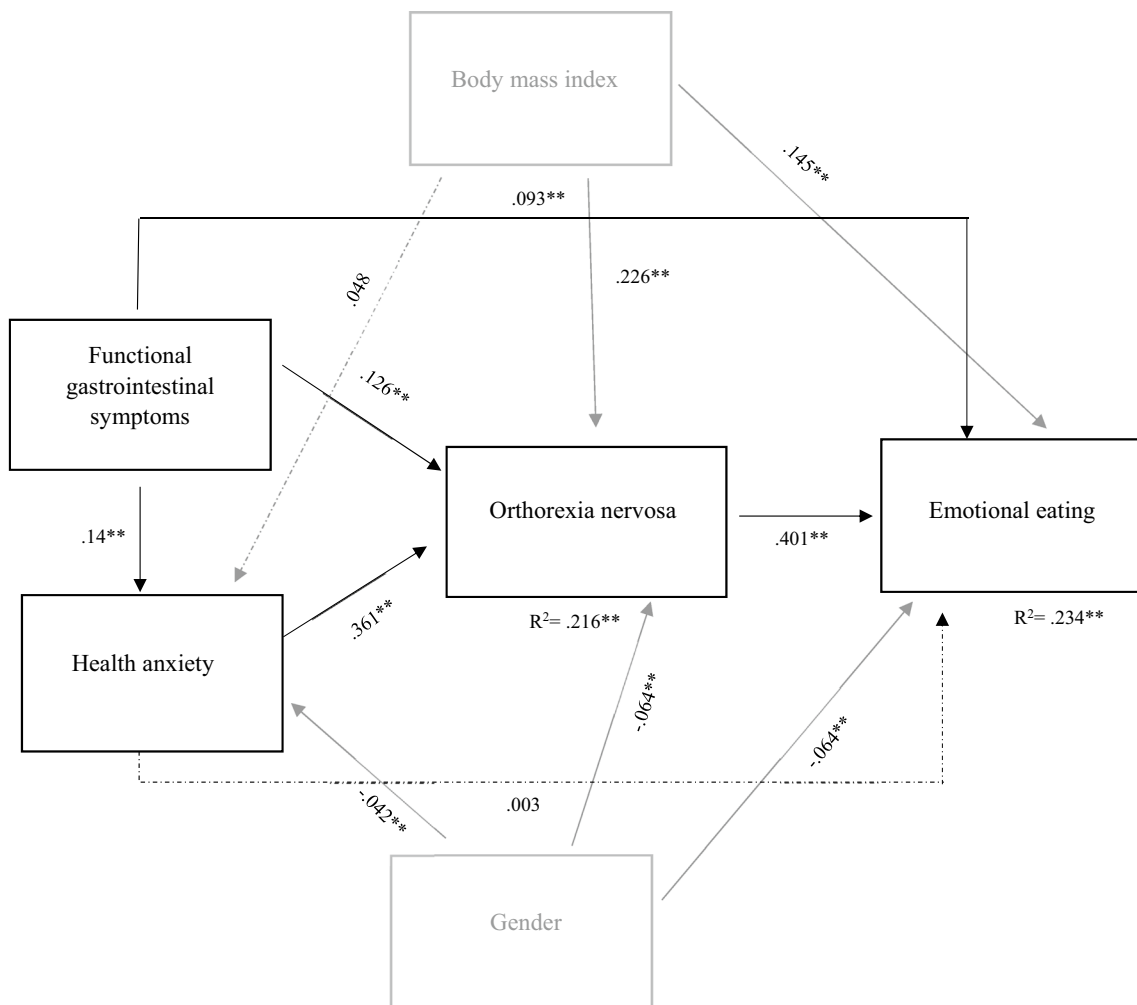 Body mass index
.145**
.093**
.226**
.048
Functional
gastrointestinal
symptoms
.126**
Orthorexia nervosa
Emotional eating
.14**
.401**
.361**
R²= .216**
R²= .234**
Health anxiety
-.064**
-.064**
-.042**
.003
Gender